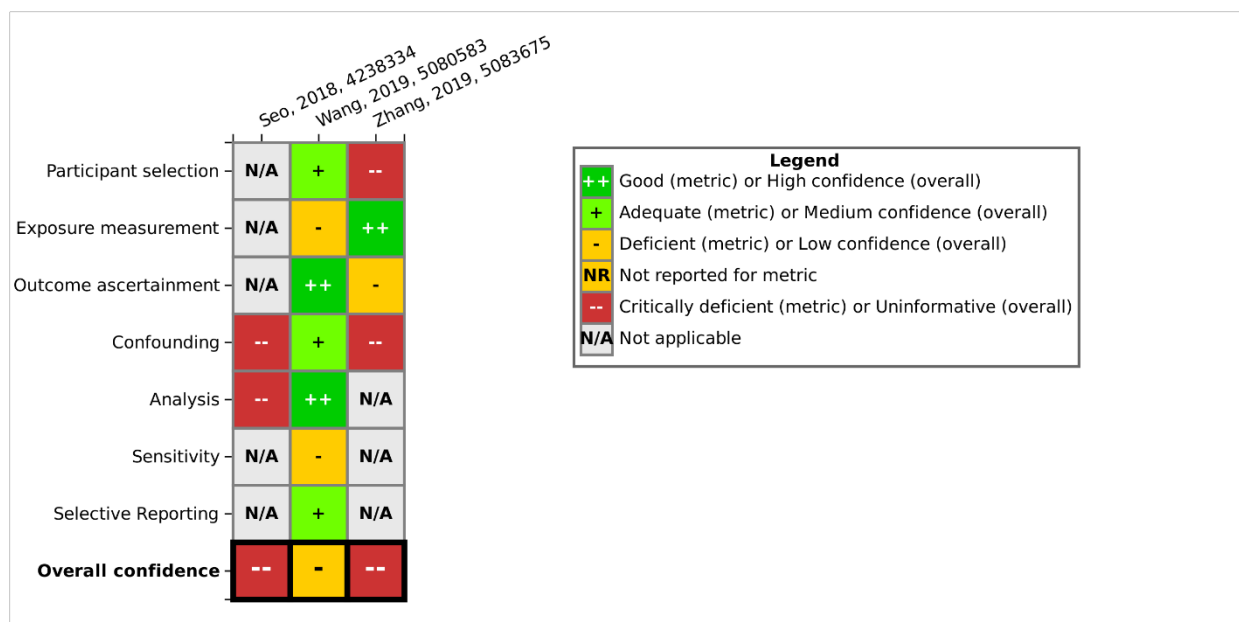 Seo, 2018, 4238334
Wang, 2019, 5080583
Zhang, 2019, 5083675
Participant selection N/A + --
Exposure measurement N/A - ++
Outcome ascertainment N/A ++ -
Confounding -- + --
Analysis -- ++ N/A
Sensitivity N/A - N/A
Selective Reporting N/A + N/A
Overall confidence -- - --
Legend
++ Good (metric) or High confidence (overall)
+ Adequate (metric) or Medium confidence (overall)
- Deficient (metric) or Low confidence (overall)
NR Not reported for metric
-- Critically deficient (metric) or Uninformative (overall)
N/A Not applicable